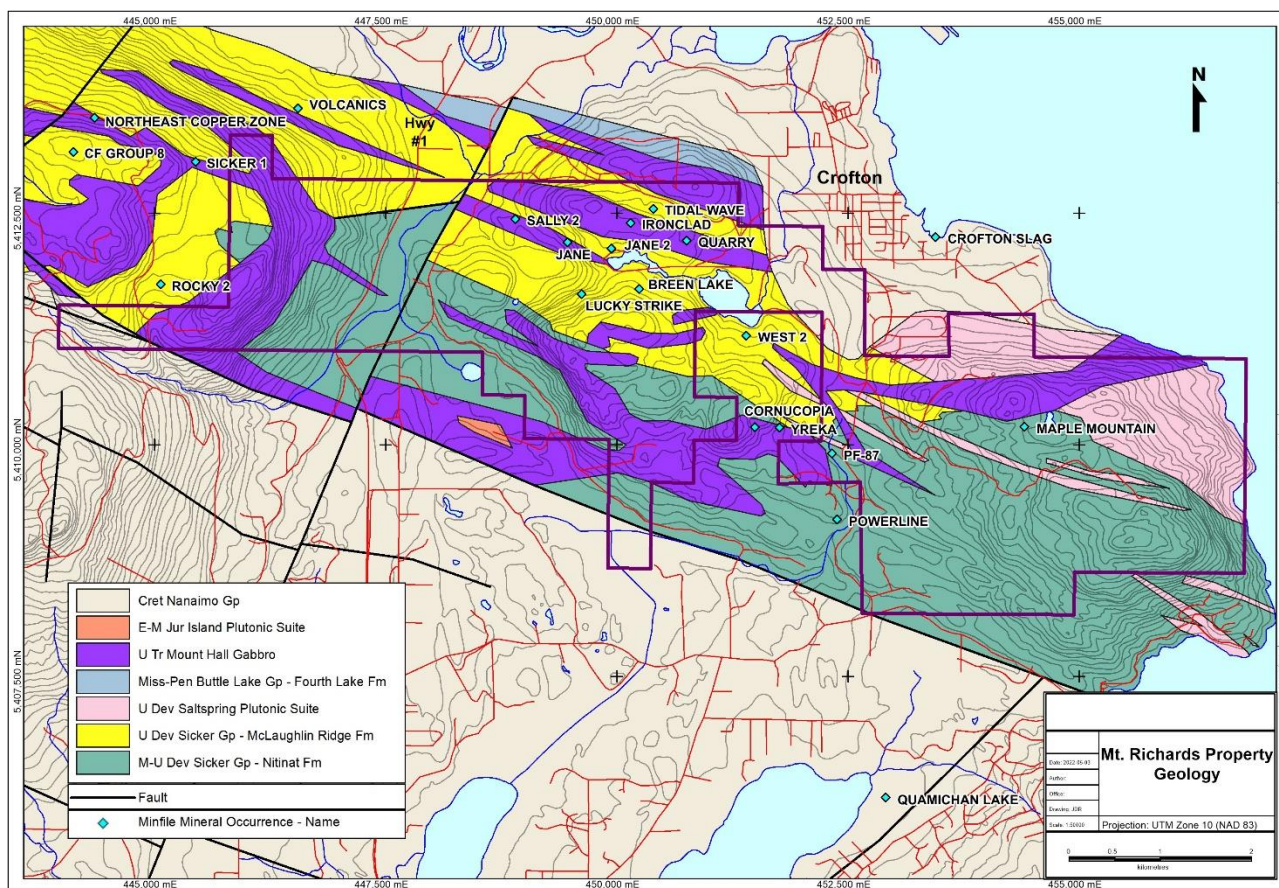 445,000 mE
447,500 mE
450,000 mE
452,500 mE
455,000 mE
N
VOLCANICS
NORTHEAST COPPER ZONE
Hwy
#1
CF GROUP 8
SICKER 1
Crofton
5,412,500 mN
TIDAL WAVE
SALLY 2
IRONCLAD
QUARRY
CROFTON SLAG
JANE
JANE 2
ROCKY 2
BREEN LAKE
LUCKY STRIKE
WEST 2
CORNUCOPIA
YREKA
MAPLE MOUNTAIN
5,410,000 mN
PF-87
POWERLINE
5,407,500 mN
QUAMICHAN LAKE
Cret Nanaimo Gp
E-M Jur Island Plutonic Suite
U Tr Mount Hall Gabbro
Miss-Pen Buttle Lake Gp - Fourth Lake Fm
U Dev Saltspring Plutonic Suite
U Dev Sicker Gp - McLaughlin Ridge Fm
M-U Dev Sicker Gp - Nitinat Fm
Fault
Minfile Mineral Occurrence - Name
Mt. Richards Property
Geology
Author:
Office:
Projection: UTM Zone 10 (NAD 83)
0 0.5 1 2
kilometres
445,000 mE
447,500 mE
450,000 mE
452,500 mE
455,000 mE